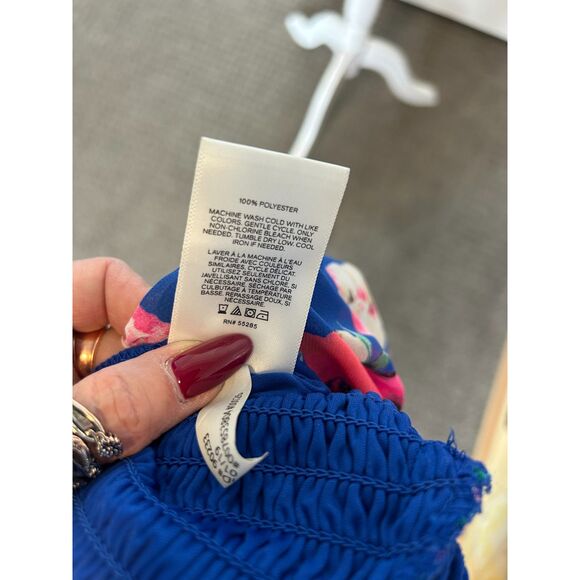 100% POLYESTER
MACHINE WASH COLD WITH LIKE
COLORS. GENTLE CYCLE. ONLY
NON-CHLORINE BLEACH WHEN
NEEDED. TUMBLE DRY LOW. COOL
IRON IF NEEDED.
LAVER À LA MACHINE À L'EAU
FROIDE AVEC COULEURS
SIMILAIRES, CYCLE DÉLICAT.
UTILISEZ SEULEMENT DU
JAVELLISANT SANS CHLORE, SI
NÉCESSAIRE. SÉCHAGE PAR
CULBUTAGE À TEMPÉRATURE
BASSE. REPASSAGE DOUX, SI
NÉCESSAIRE.
RN# 55285
01/19